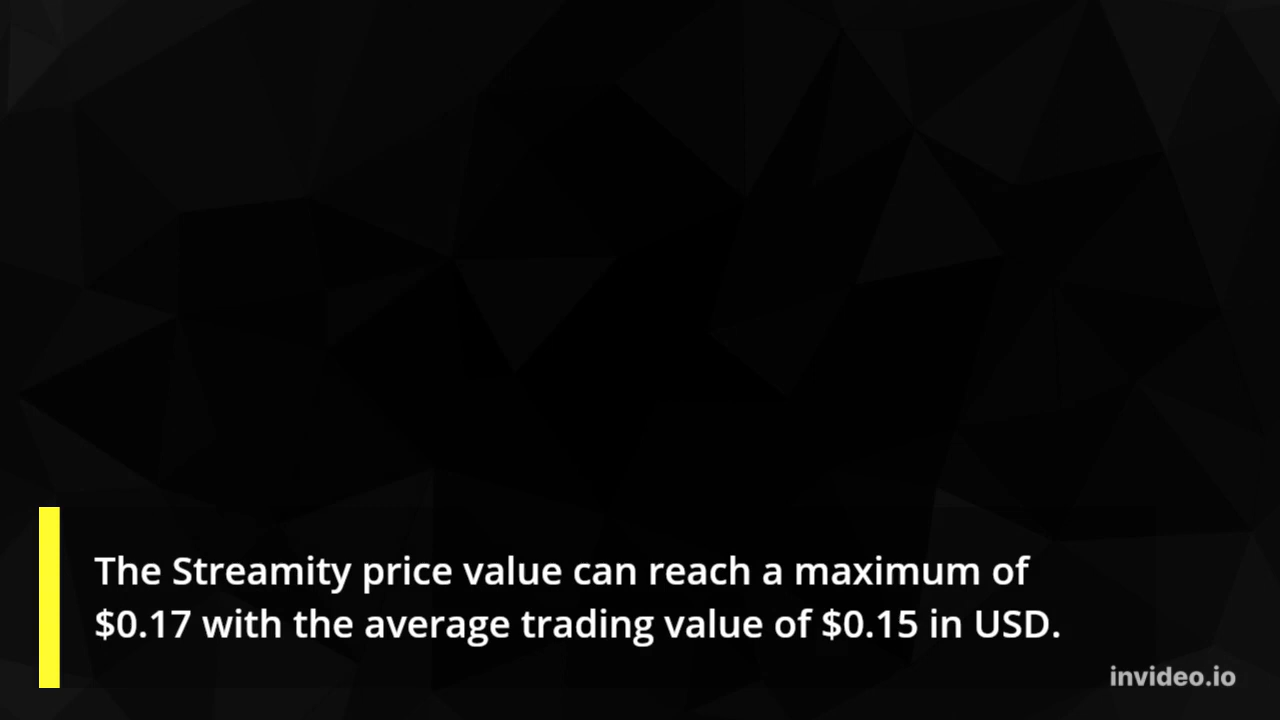 The Streamity price value can reach a maximum of
$0.17 with the average trading value of $0.15 in USD.
invideo.io